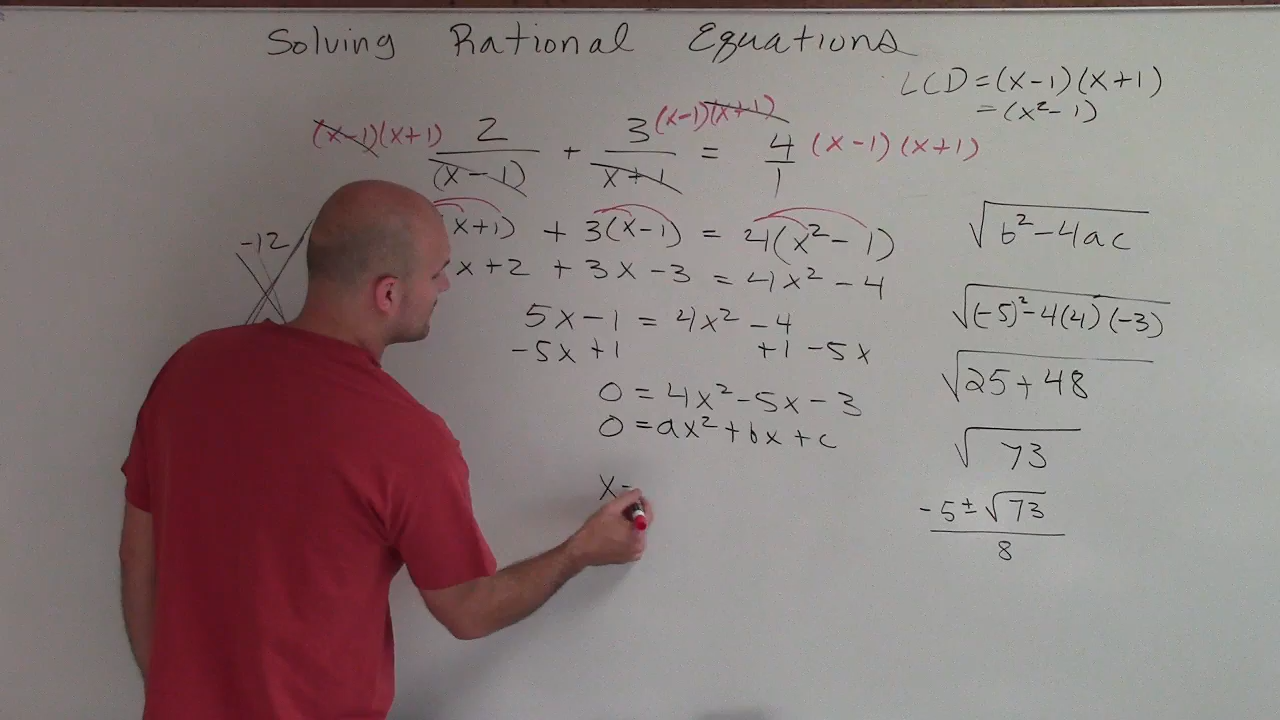 Solving Rational Equations
LCD = (x-1)(x+1)
= (x²-1)
(x-1)(x+1) 2/(x-1) + 3/(x+1) (x-1)(x+1) = 4/1 (x-1)(x+1)
(x+1) + 3(x-1) = 4(x²-1)
x+2 + 3x-3 = 4x²-4
-12
5x-1 = 4x²-4
-5x+1 +1-5x
0 = 4x²-5x-3
0 = ax²+bx+c
x=
√b²-4ac
√(-5)²-4(4)(-3)
√25+48
√73
-5±√73
8